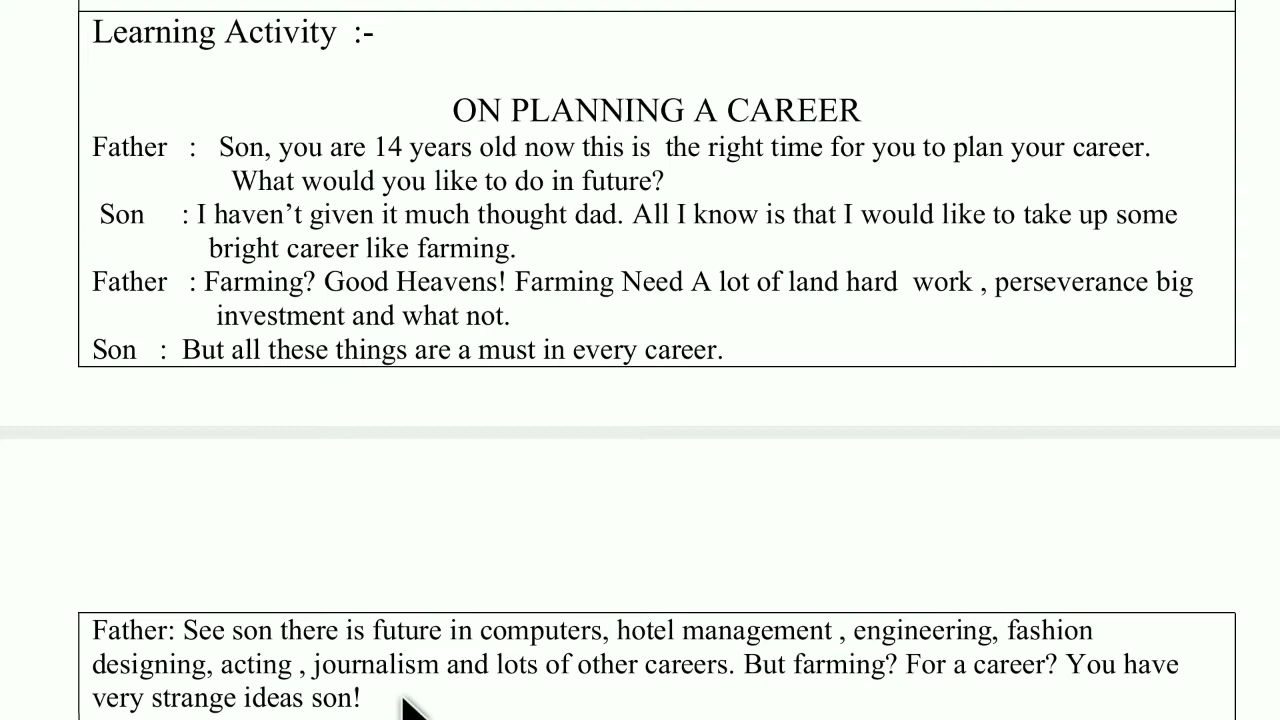 Learning Activity :-
ON PLANNING A CAREER
Father : Son, you are 14 years old now this is the right time for you to plan your career.
What would you like to do in future?
Son : I haven’t given it much thought dad. All I know is that I would like to take up some
bright career like farming.
Father : Farming? Good Heavens! Farming Need A lot of land hard work , perseverance big
investment and what not.
Son : But all these things are a must in every career.
Father: See son there is future in computers, hotel management , engineering, fashion
designing, acting , journalism and lots of other careers. But farming? For a career? You have
very strange ideas son!